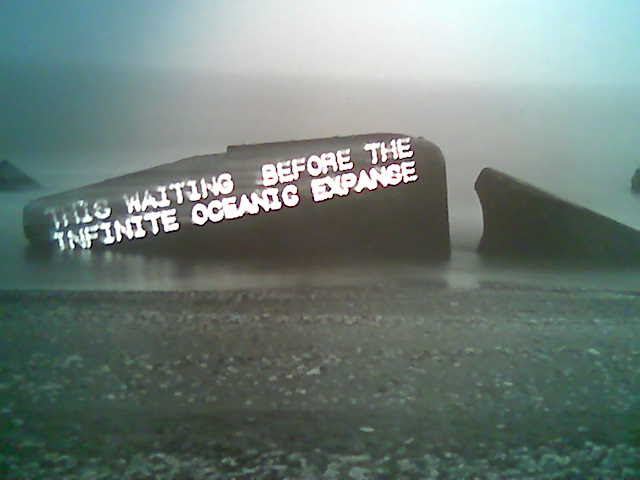 THIS WAITING BEFORE THE
INFINITE OCEANIC EXPANSE